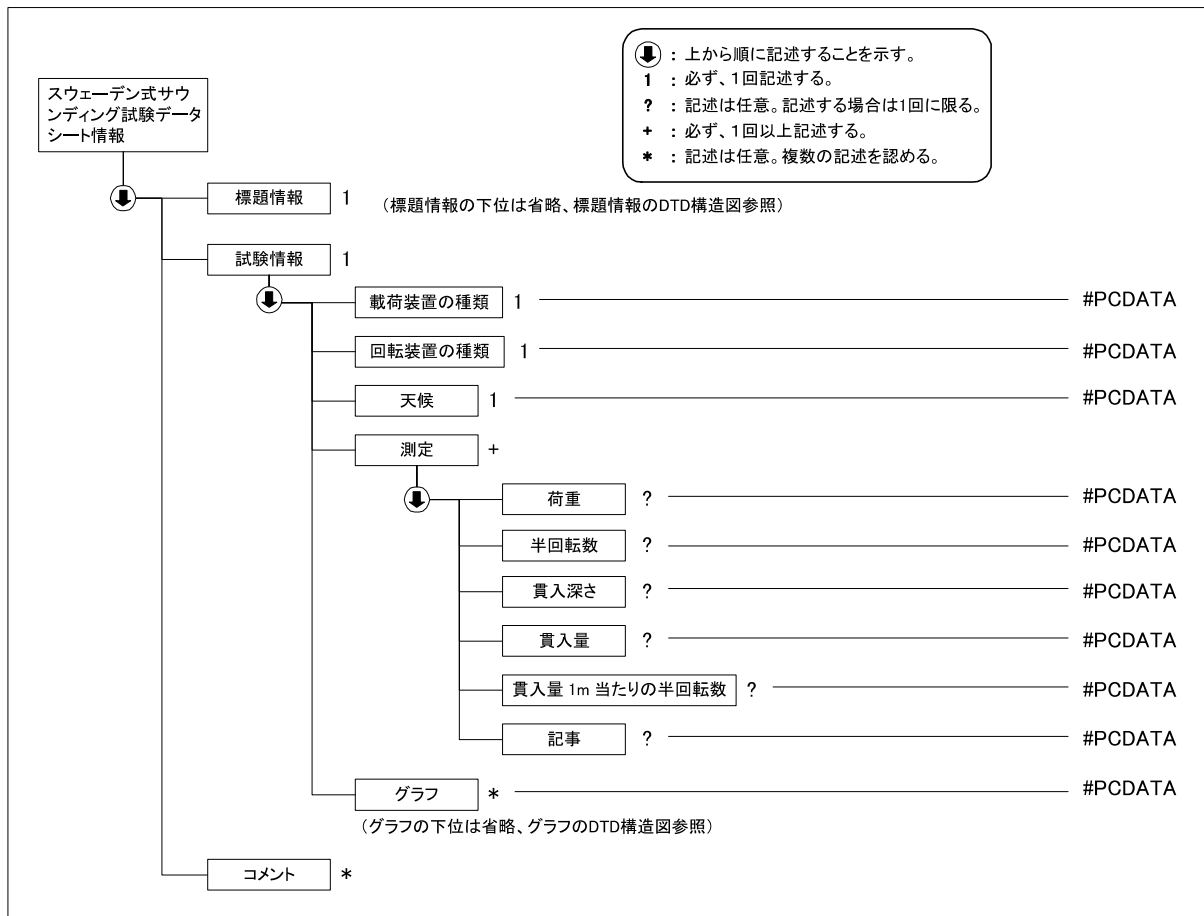 ：上から順に記述することを示す。
1 ：必ず、1回記述する。
? ：記述は任意。記述する場合は1回に限る。
+ ：必ず、1回以上記述する。
* ：記述は任意。複数の記述を認める。
スウェーデン式サウ
ンディング試験データ
シート情報
標題情報 1 （標題情報の下位は省略、標題情報のDTD構造図参照）
試験情報 1
載荷装置の種類 1 #PCDATA
回転装置の種類 1 #PCDATA
天候 1 #PCDATA
測定 +
荷重 ? #PCDATA
半回転数 ? #PCDATA
貫入深さ ? #PCDATA
貫入量 ? #PCDATA
貫入量 1m 当たりの半回転数 ? #PCDATA
記事 ? #PCDATA
グラフ * #PCDATA
（グラフの下位は省略、グラフのDTD構造図参照）
コメント *